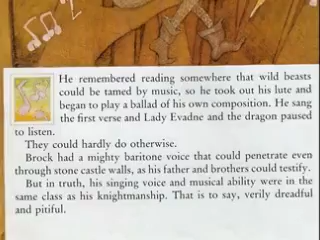 He remembered reading somewhere that wild beasts
could be tamed by music, so he took out his lute and
began to play a ballad of his own composition. He sang
the first verse and Lady Evadne and the dragon paused
to listen.
They could hardly do otherwise.
Brock had a mighty baritone voice that could penetrate even
through stone castle walls, as his father and brothers could testify.
But in truth, his singing voice and musical ability were in the
same class as his knightmanship. That is to say, verily dreadful
and pitiful.